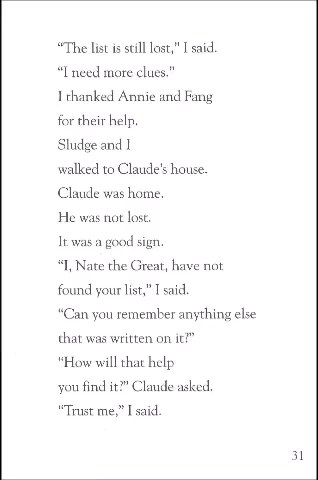 “The list is still lost,” I said.
“I need more clues.”
I thanked Annie and Fang
for their help.
Sludge and I
walked to Claude’s house.
Claude was home.
He was not lost.
It was a good sign.
“I, Nate the Great, have not
found your list,” I said.
“Can you remember anything else
that was written on it?”
“How will that help
you find it?” Claude asked.
“Trust me,” I said.
31